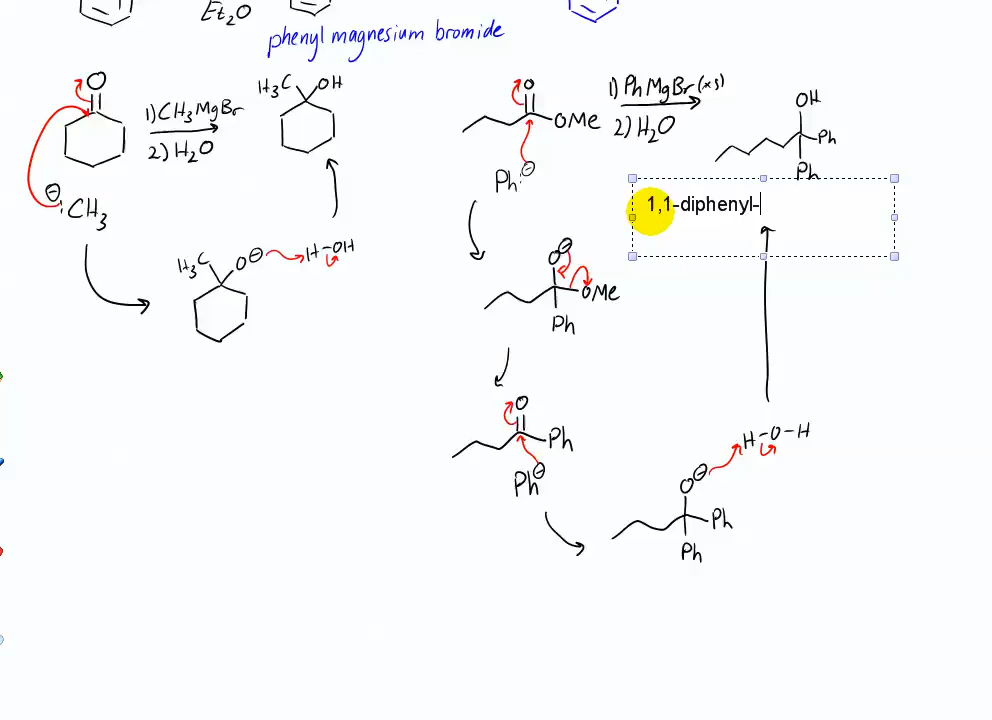 Et₂O
phenyl magnesium bromide
O
1) CH₃MgBr
2) H₂O
H₃C OH
⊖
:CH₃
H₃C O⊖ H-OH
O
OMe
Ph:⊖
1) PhMgBr (xs)
2) H₂O
OH
Ph
Ph
1,1-diphenyl-
O⊖
OMe
Ph
O
Ph
Ph⊖
H-O-H
O⊖
Ph
Ph